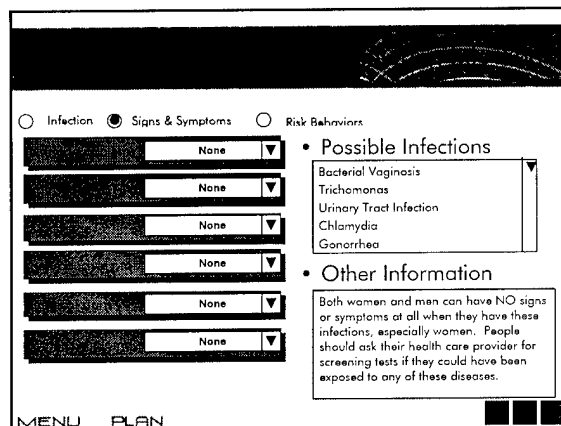 Infection Signs & Symptoms Risk Behaviors
None
None
None
None
None
None
• Possible Infections
Bacterial Vaginosis
Trichomonas
Urinary Tract Infection
Chlamydia
Gonorrhea
• Other Information
Both women and men can have NO signs
or symptoms at all when they have these
infections, especially women. People
should ask their health care provider for
screening tests if they could have been
exposed to any of these diseases.
MENU PLAN